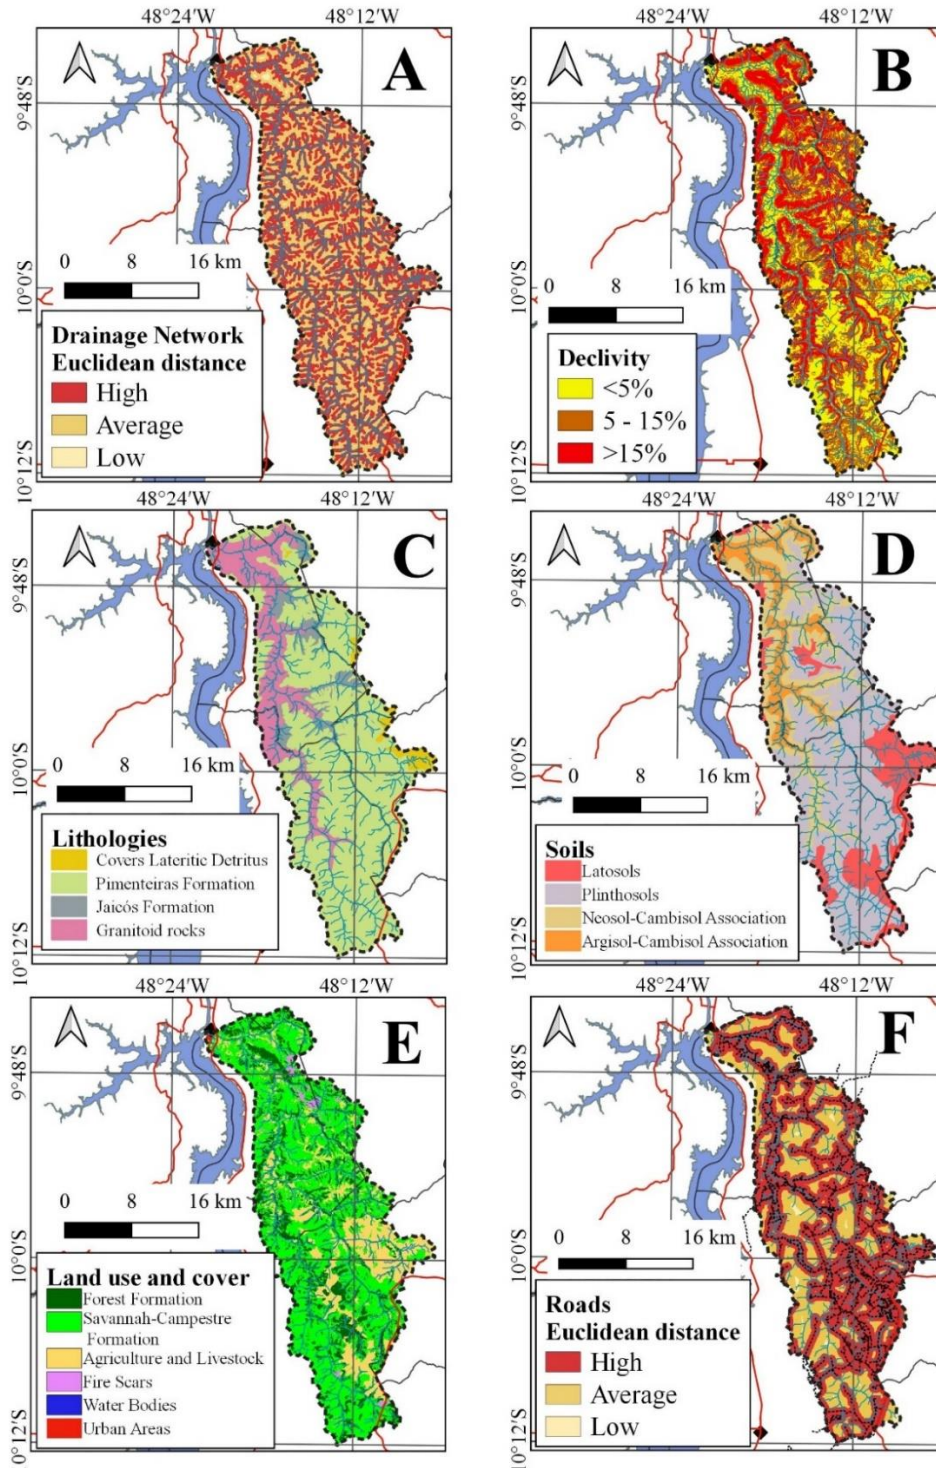 48°24'W 48°12'W
A
9°48'S
0 8 16 km
10°0'S
Drainage Network
Euclidean distance
High
Average
Low
10°12'S
48°24'W 48°12'W
B
9°48'S
0 8 16 km
10°0'S
Declivity
<5%
5 - 15%
>15%
10°12'S
48°24'W 48°12'W
C
9°48'S
0 8 16 km
10°0'S
Lithologies
Covers Lateritic Detritus
Pimenteiras Formation
Jaicós Formation
Granitoid rocks
10°12'S
48°24'W 48°12'W
D
9°48'S
0 8 16 km
10°0'S
Soils
Latosols
Plinthosols
Neosol-Cambisol Association
Argisol-Cambisol Association
10°12'S
48°24'W 48°12'W
E
9°48'S
0 8 16 km
10°0'S
Land use and cover
Forest Formation
Savannah-Campestre
Formation
Agriculture and Livestock
Fire Scars
Water Bodies
Urban Areas
0°12'S
48°24'W 48°12'W
F
9°48'S
0 8 16 km
10°0'S
Roads
Euclidean distance
High
Average
Low
10°12'S